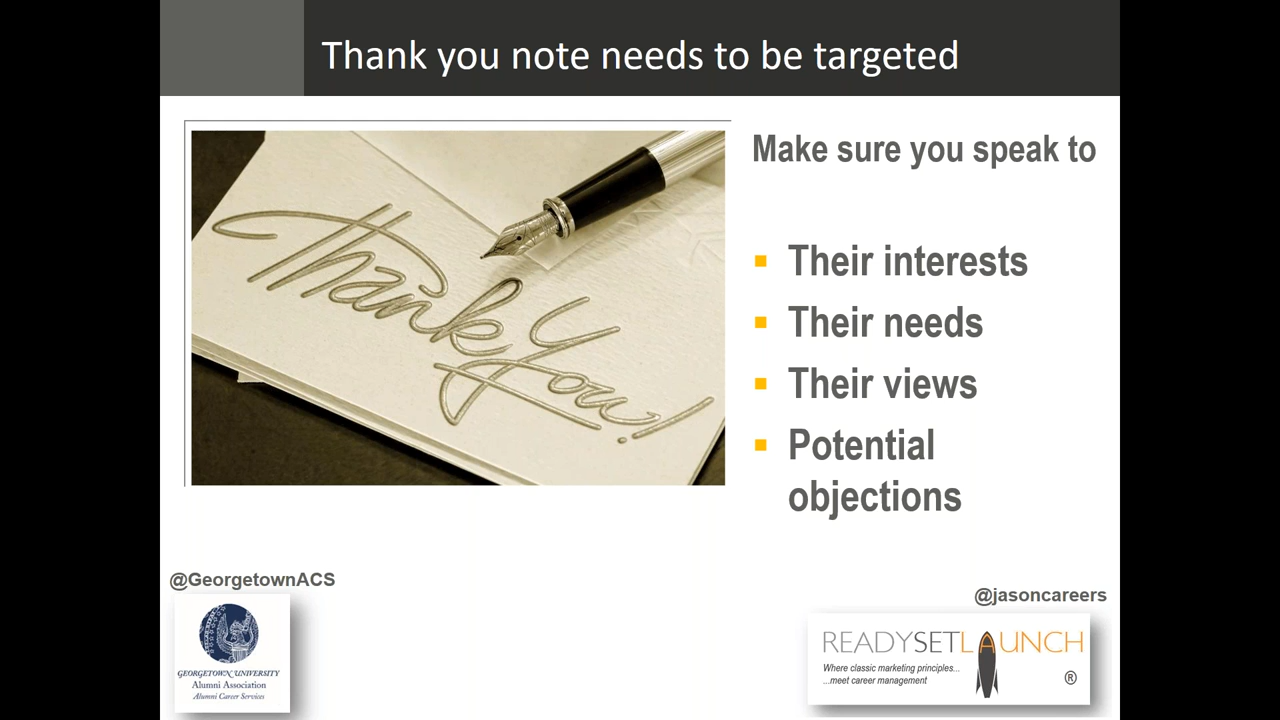 Thank you note needs to be targeted
Make sure you speak to
Thank You!
Their interests
Their needs
Their views
Potential
objections
@GeorgetownACS
GEORGETOWN UNIVERSITY
Alumni Association
Alumni Career Services
@jasoncareers
READYSETLAUNCH
Where classic marketing principles...
...meet career management
®